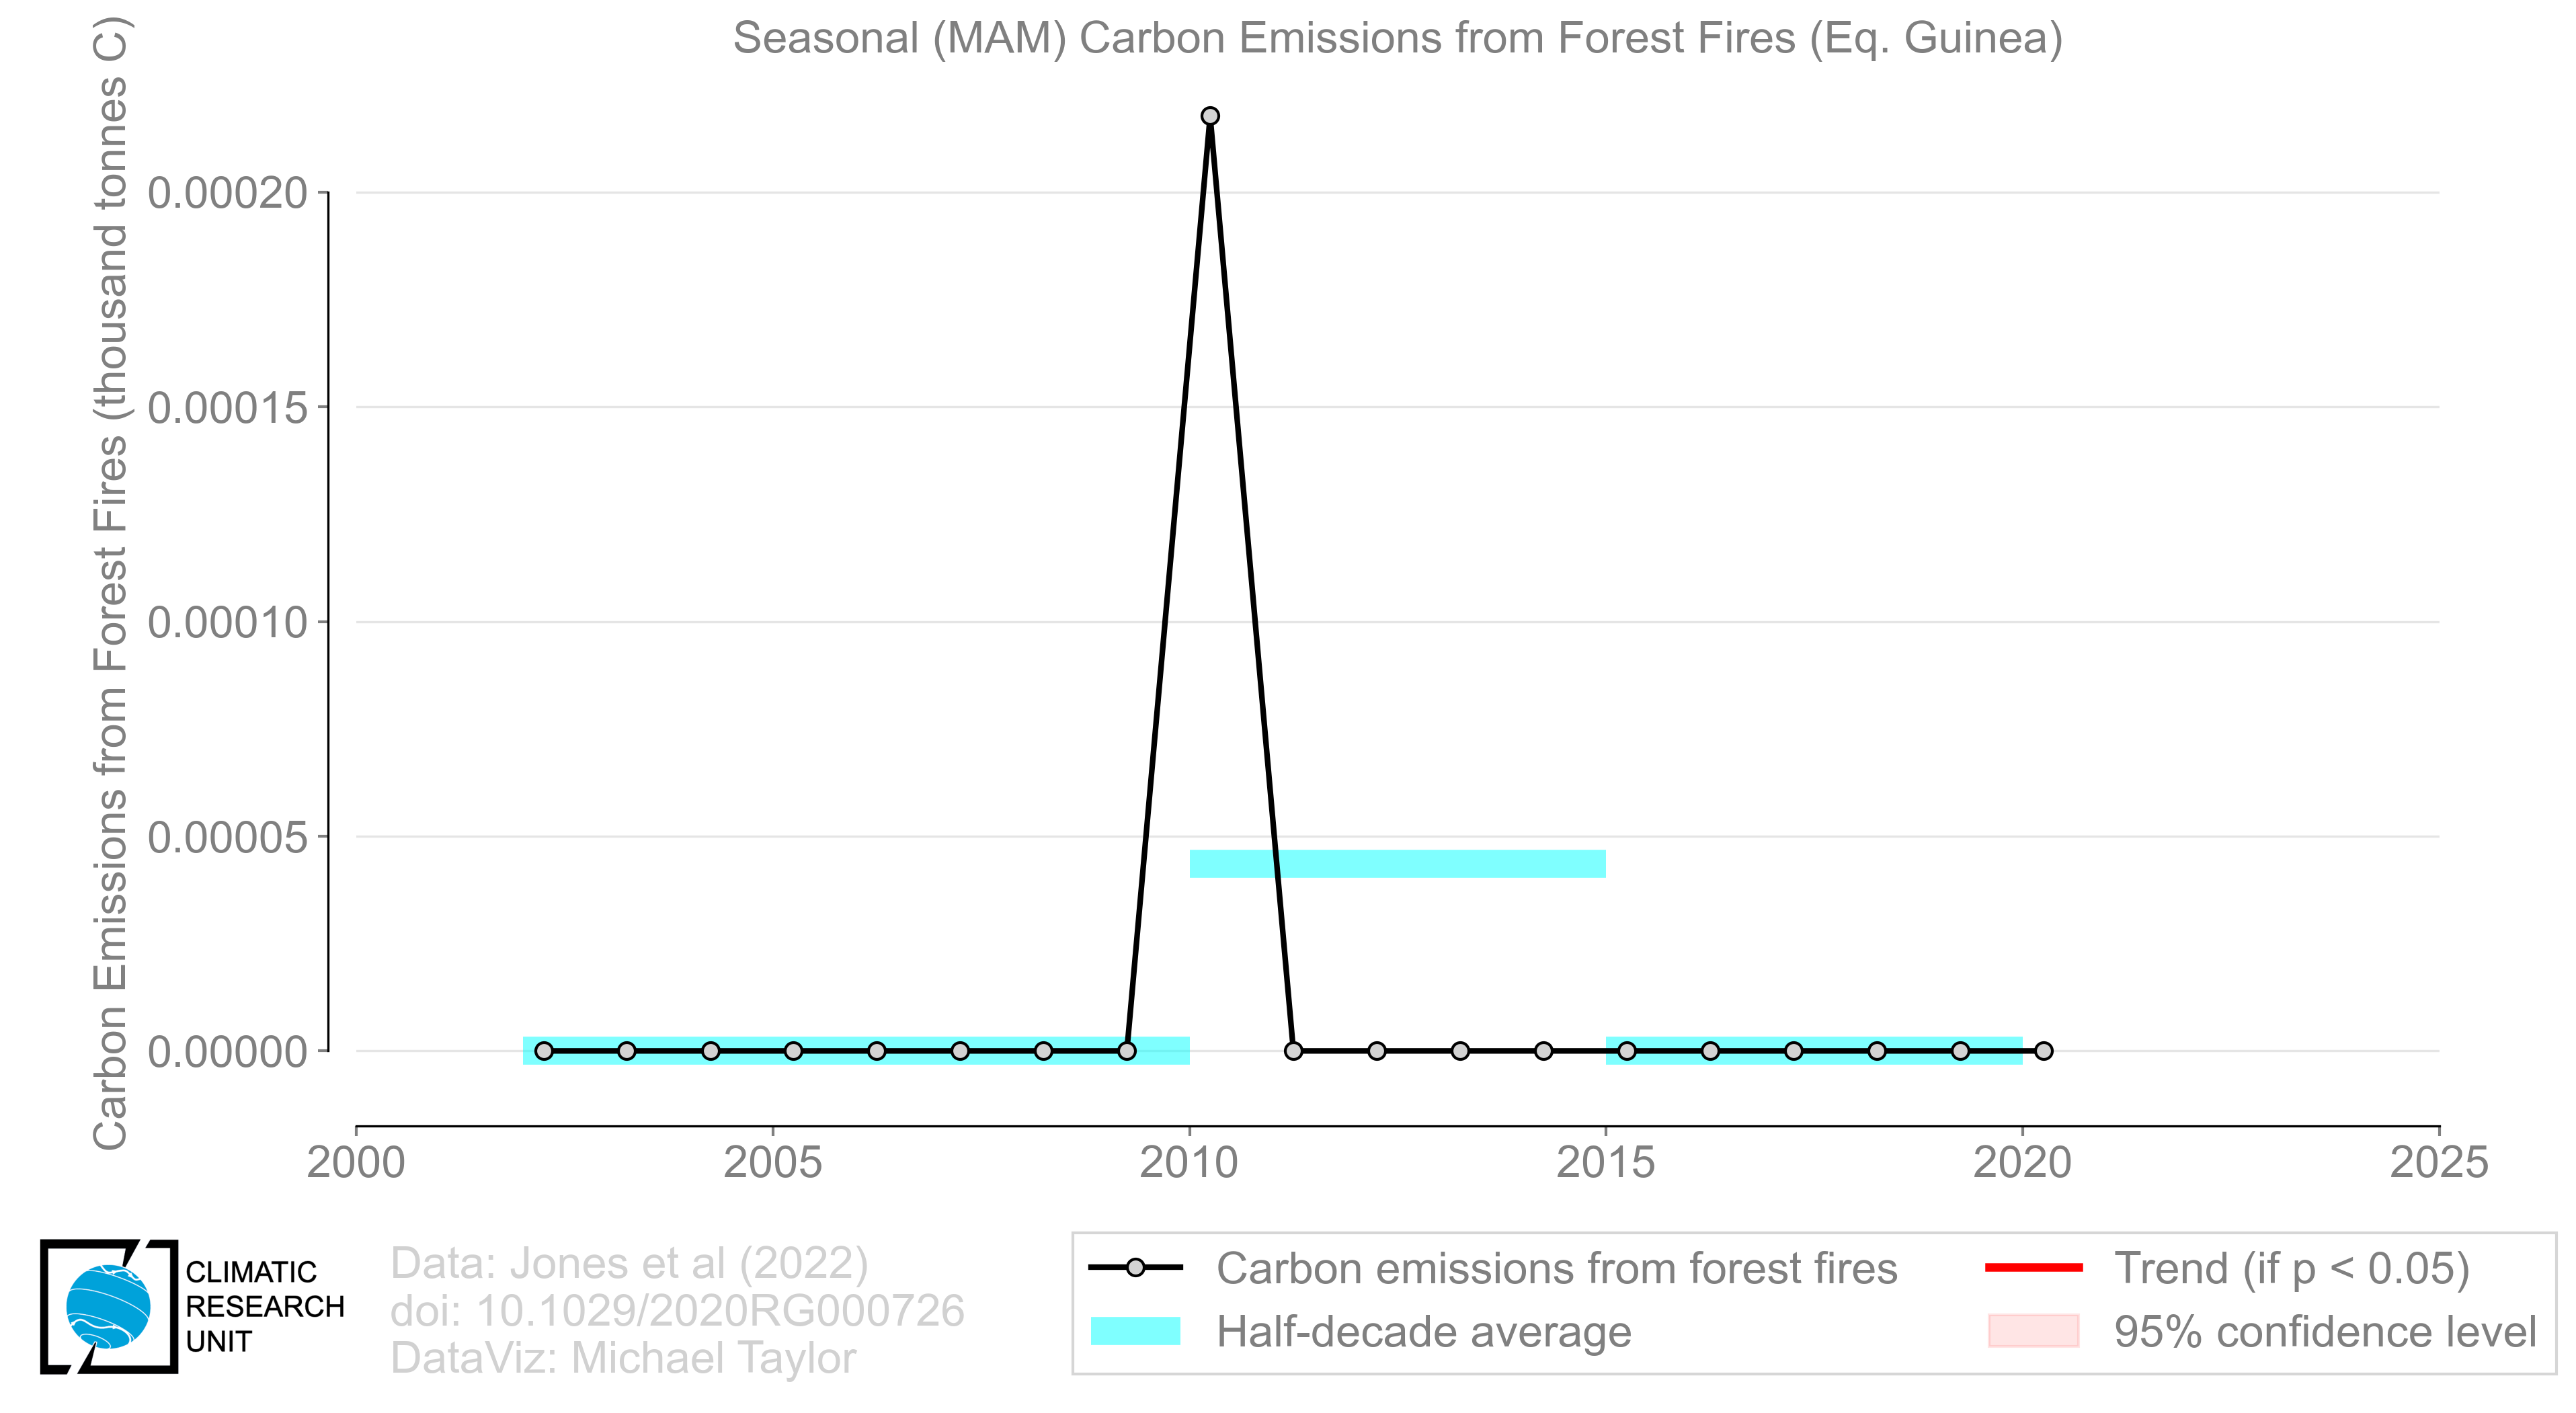 Seasonal (MAM) Carbon Emissions from Forest Fires (Eq. Guinea)
Carbon Emissions from Forest Fires (thousand tonnes C)
0.00020
0.00015
0.00010
0.00005
0.00000
2000 2005 2010 2015 2020 2025
CLIMATIC
RESEARCH
UNIT
Data: Jones et al (2022)
doi: 10.1029/2020RG000726
DataViz: Michael Taylor
Carbon emissions from forest fires
Half-decade average
Trend (if p < 0.05)
95% confidence level